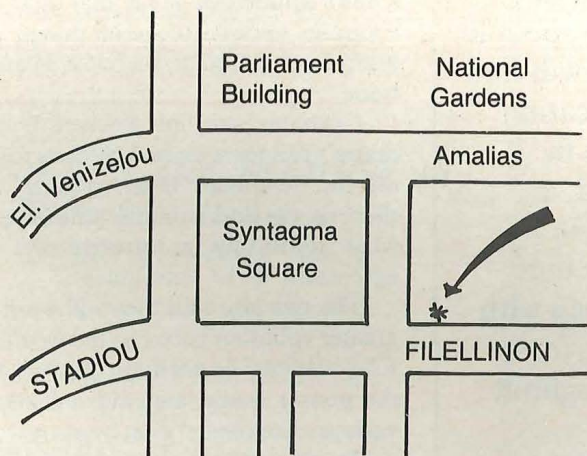 Parliament
Building
National
Gardens
El. Venizelou
Amalias
Syntagma
Square
*
STADIOU
FILELLINON